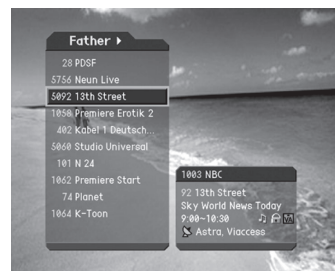 Father
28 PDSF
5756 Neun Live
5092 13th Street
1058 Premiere Erotik 2
402 Kabel 1 Deutsch...
5060 Studio Universal
101 N 24
1062 Premiere Start
74 Planet
1064 K-Toon
1003 NBC
92 13th Street
Sky World News Today
9:00~10:30
Astra, Viaccess